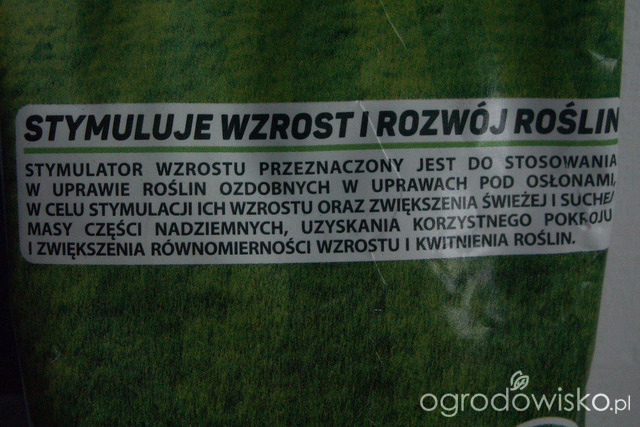 STYMULUJE WZROST I ROZWÓJ ROŚLIN
STYMULATOR WZROSTU PRZEZNACZONY JEST DO STOSOWANIA
W UPRAWIE ROŚLIN OZDOBNYCH W UPRAWACH POD OSŁONAMI,
W CELU STYMULACJI ICH WZROSTU ORAZ ZWIĘKSZENIA ŚWIEŻEJ I SUCHEJ
MASY CZĘŚCI NADZIEMNYCH, UZYSKANIA KORZYSTNEGO POKROJU
I ZWIĘKSZENIA RÓWNOMIERNOŚCI WZROSTU I KWITNIENIA ROŚLIN.
ogrodowisko.pl